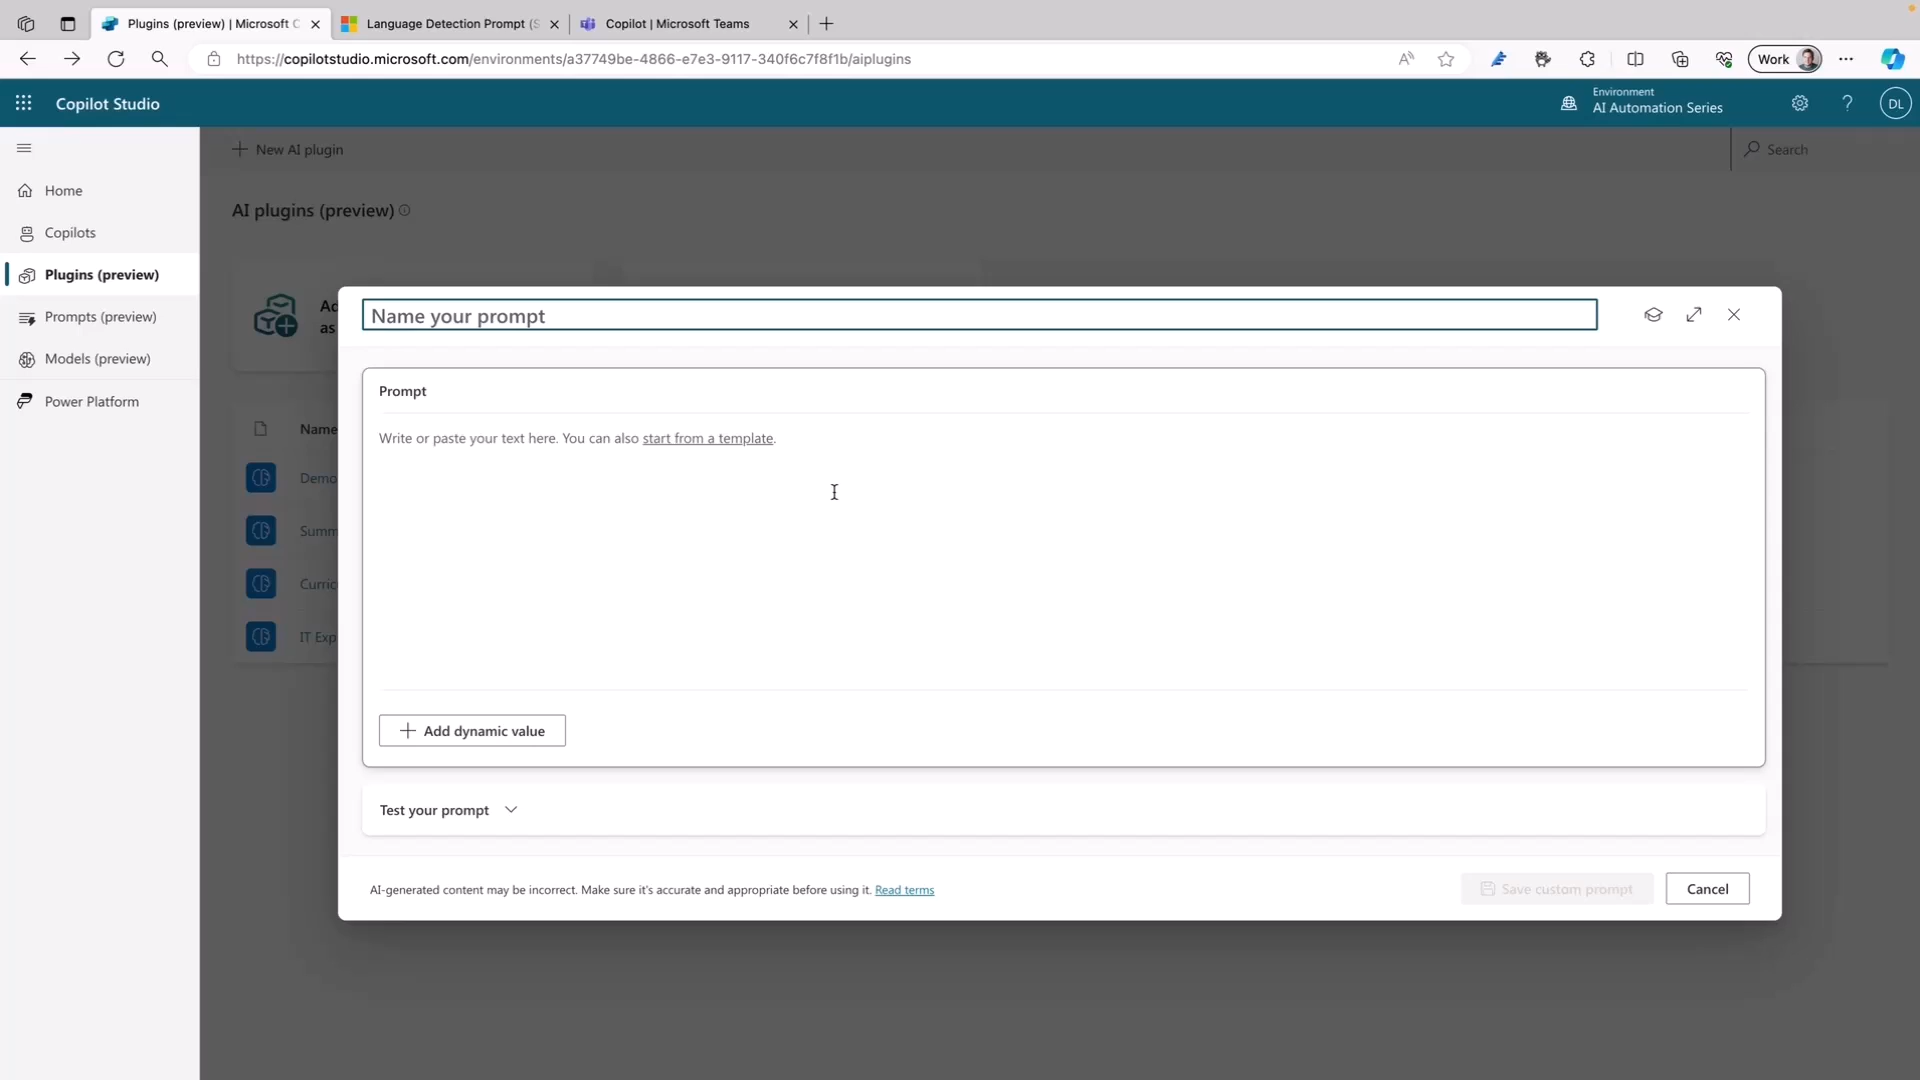 Plugins (preview) | Microsoft C
Language Detection Prompt (S
Copilot | Microsoft Teams
https://copilotstudio.microsoft.com/environments/a37749be-4866-e7e3-9117-340f6c7f8f1b/aiplugins
Work
Copilot Studio
Environment
AI Automation Series
?
DL
New AI plugin
Search
Home
AI plugins (preview)
Copilots
Plugins (preview)
Prompts (preview)
Models (preview)
Power Platform
Ad
as
Name your prompt
Prompt
Write or paste your text here. You can also start from a template.
Name
Demo
Summ
Curric
IT Exp
Add dynamic value
Test your prompt
AI-generated content may be incorrect. Make sure it's accurate and appropriate before using it. Read terms
Save custom prompt
Cancel